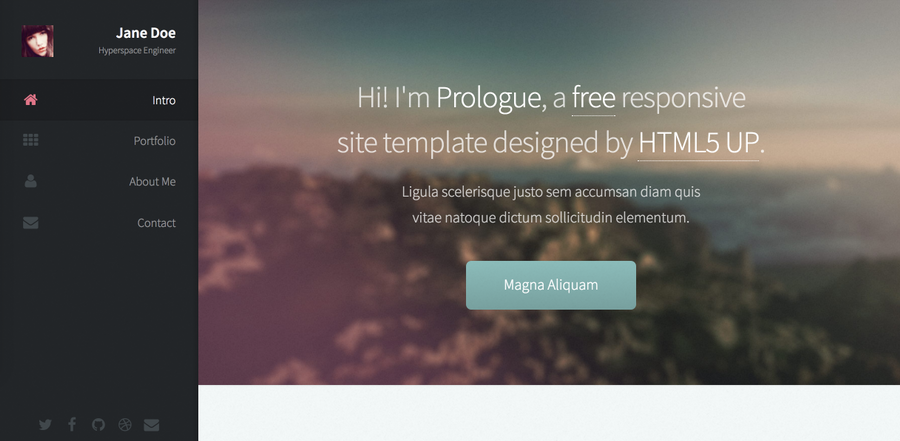 Jane Doe
Hyperspace Engineer
Intro
Portfolio
About Me
Contact
Hi! I'm Prologue, a free responsive
site template designed by HTML5 UP.
Ligula scelerisque justo sem accumsan diam quis
vitae natoque dictum sollicitudin elementum.
Magna Aliquam